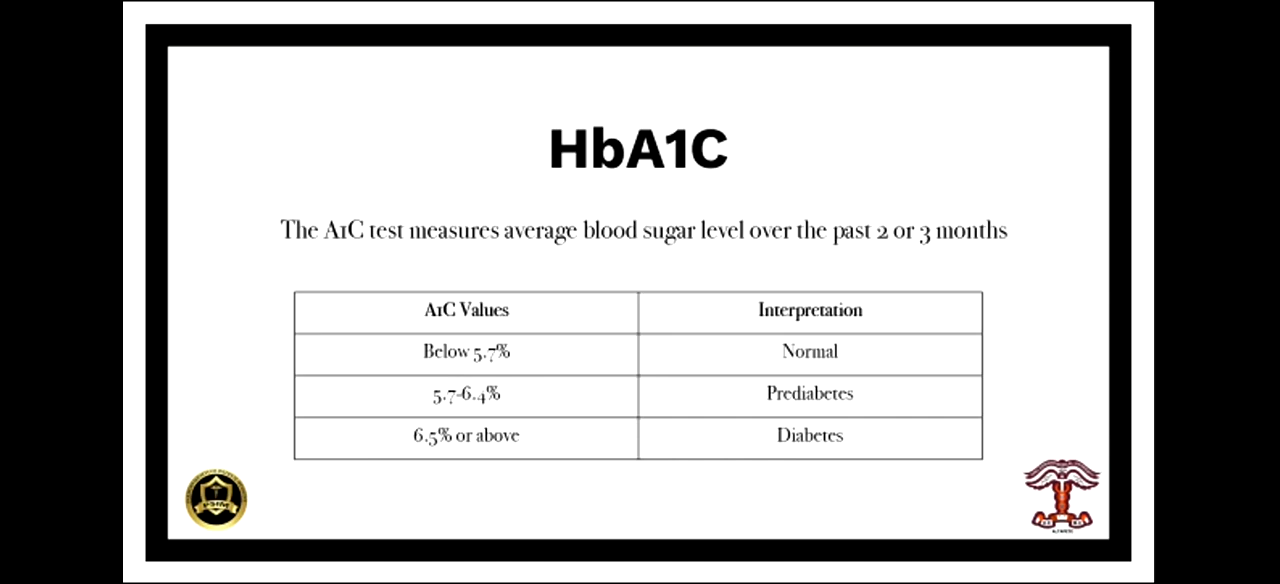 HbA1C
The A1C test measures average blood sugar level over the past 2 or 3 months
A1C Values Interpretation
Below 5.7% Normal
5.7-6.4% Prediabetes
6.5% or above Diabetes